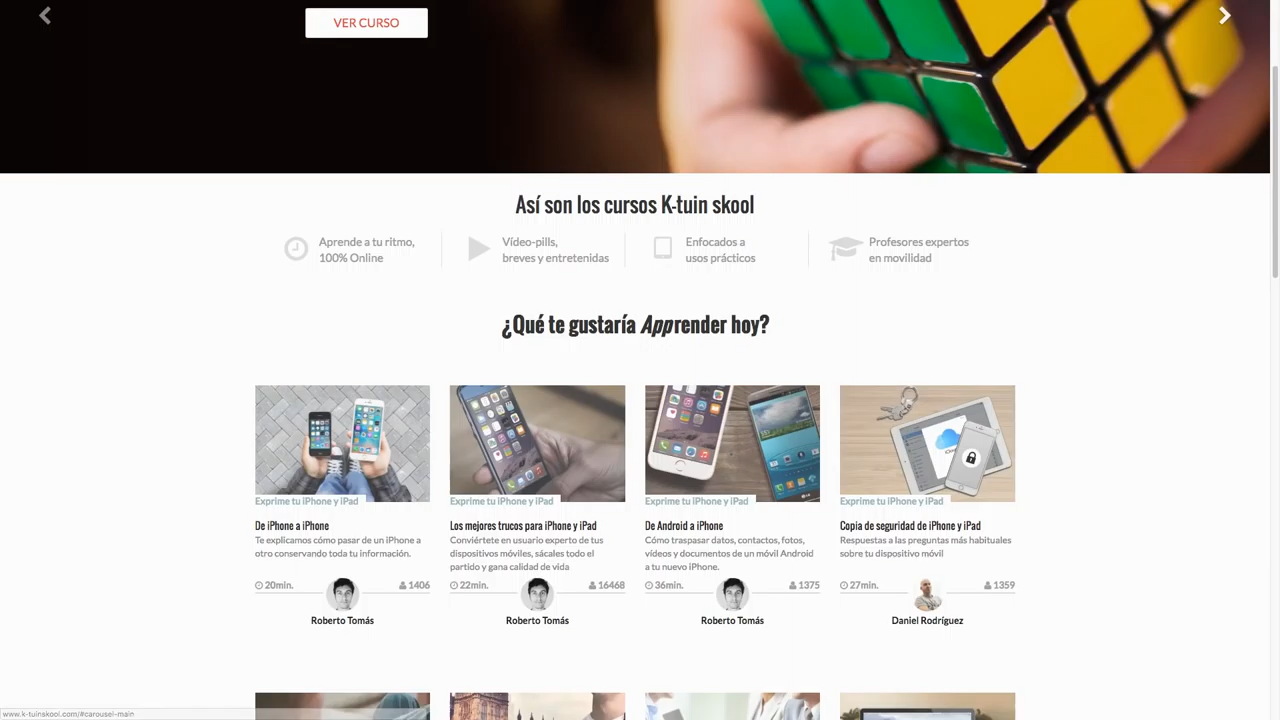 VER CURSO
Así son los cursos K-tuin skool
Aprende a tu ritmo,
100% Online
Vídeo-pills,
breves y entretenidas
Enfocados a
usos prácticos
Profesores expertos
en movilidad
¿Qué te gustaría Apprender hoy?
Exprime tu iPhone y iPad
De iPhone a iPhone
Te explicamos cómo pasar de un iPhone a
otro conservando toda tu información.
20min.
1406
Roberto Tomás
Exprime tu iPhone y iPad
Los mejores trucos para iPhone y iPad
Conviértete en usuario experto de tus
dispositivos móviles, sácales todo el
partido y gana calidad de vida
22min.
16468
Roberto Tomás
Exprime tu iPhone y iPad
De Android a iPhone
Cómo traspasar datos, contactos, fotos,
vídeos y documentos de un móvil Android
a tu nuevo iPhone.
36min.
1375
Roberto Tomás
Exprime tu iPhone y iPad
Copia de seguridad de iPhone y iPad
Respuestas a las preguntas más habituales
sobre tu dispositivo móvil
27min.
1359
Daniel Rodríguez
www.k-tuinskool.com/#carousel-main